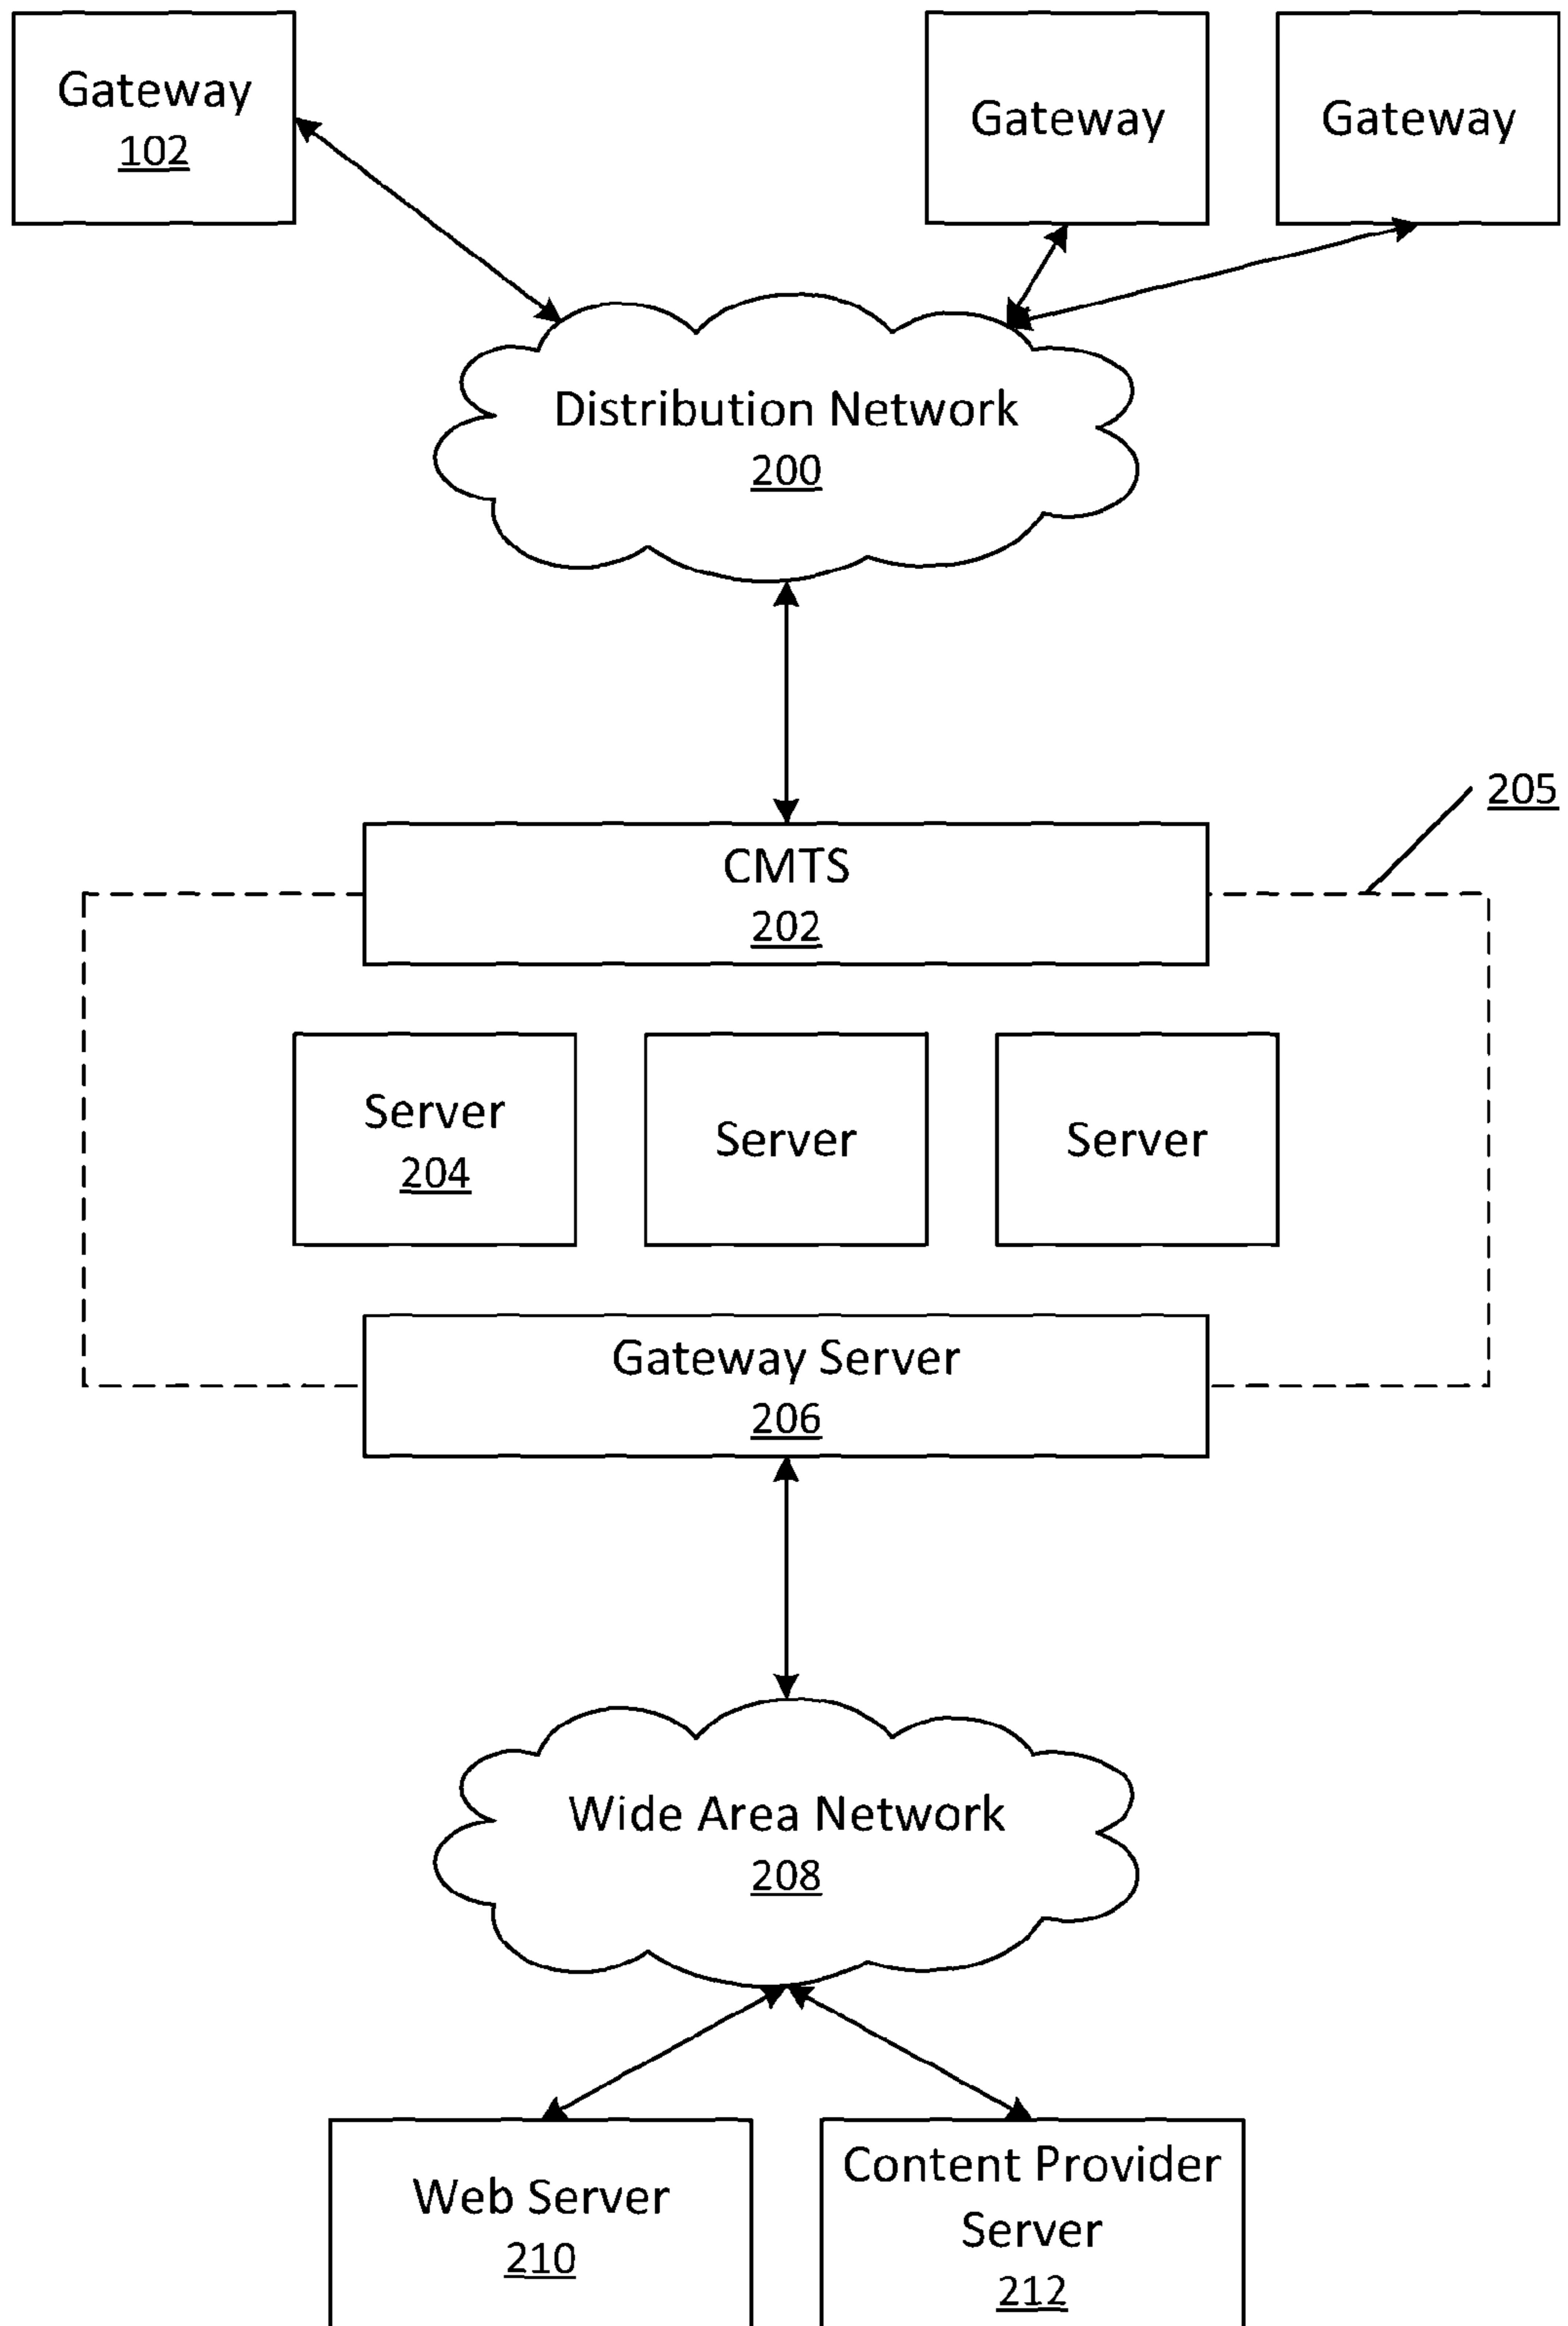 Gateway
102
Gateway
Gateway
Distribution Network
200
205
CMTS
202
Server
204
Server
Server
Gateway Server
206
Wide Area Network
208
Web Server
210
Content Provider
Server
212